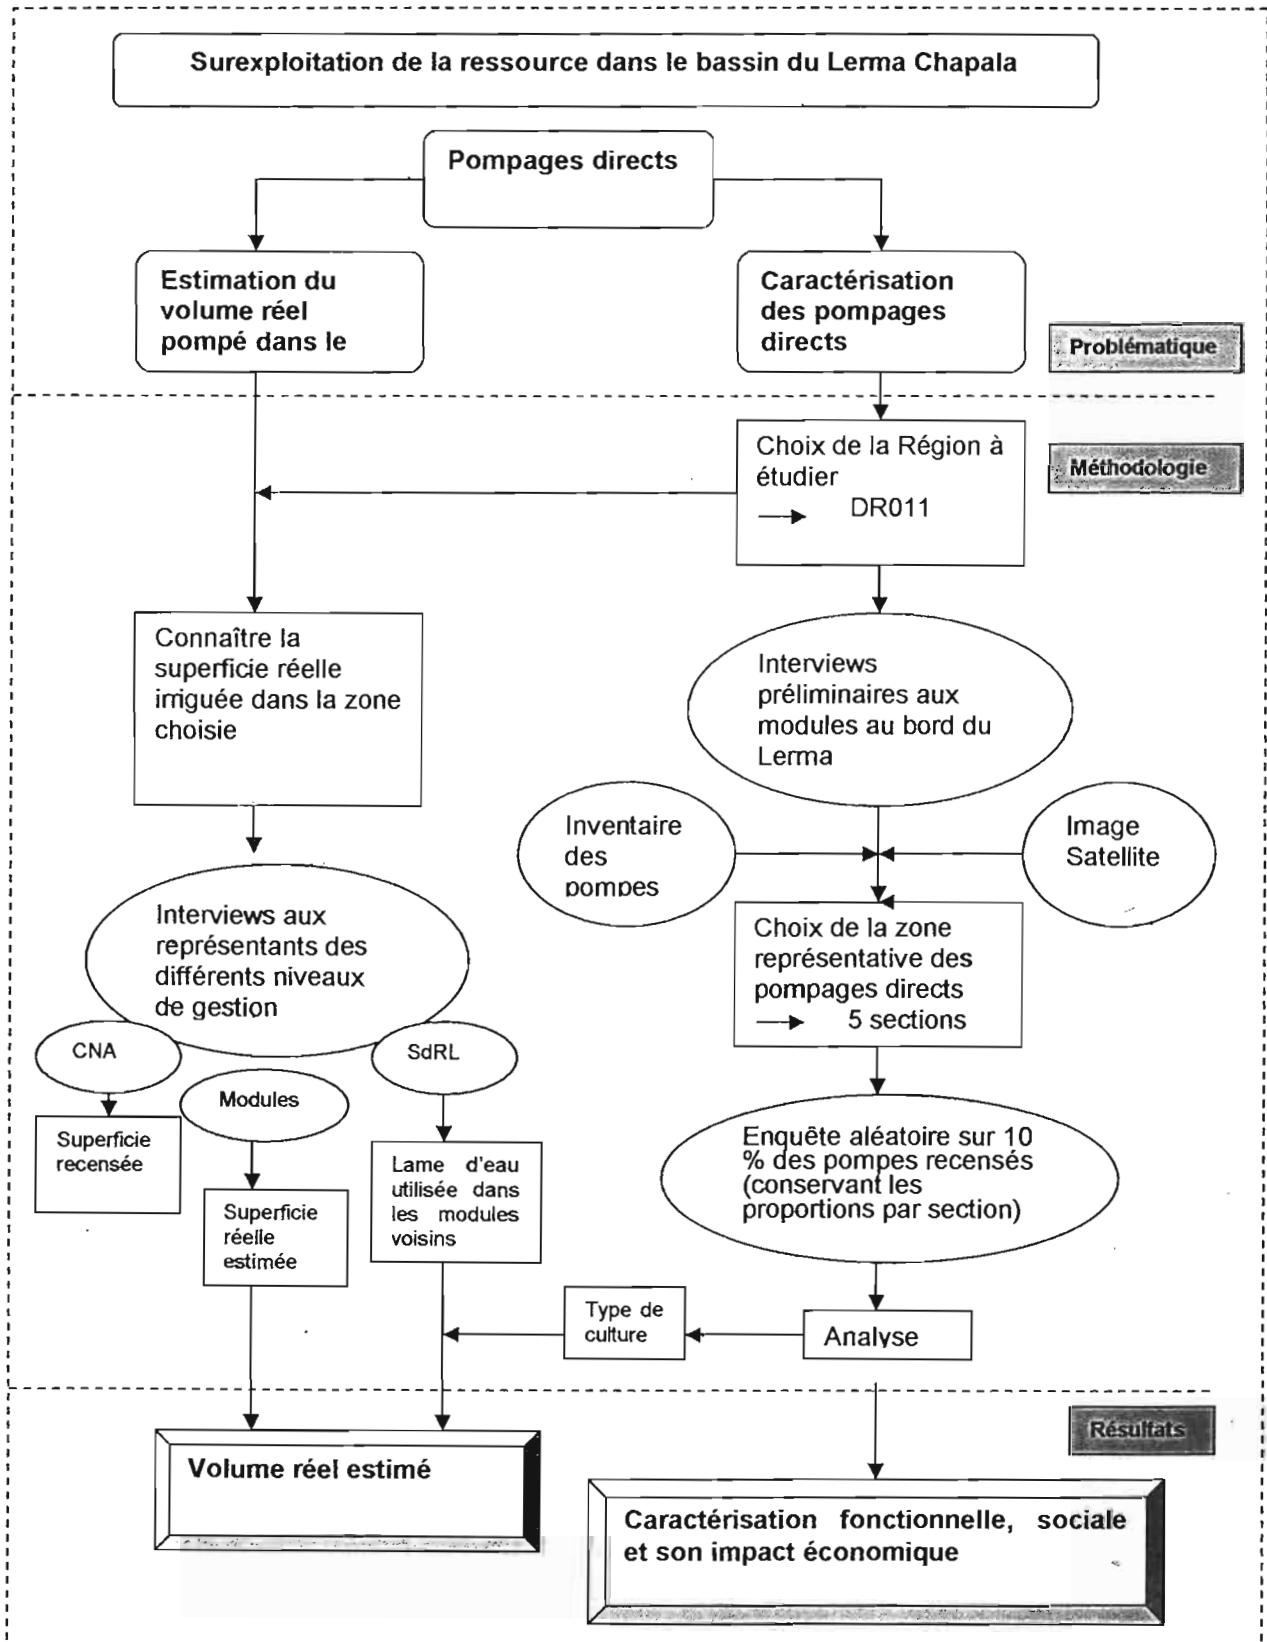 Surexploitation de la ressource dans le bassin du Lerma Chapala
Pompages directs
Estimation du
volume réel
pompé dans le
Caractérisation
des pompages
directs
Problématique
Choix de la Région à
étudier
DR011
Méthodologie
Connaître la
superficie réelle
irriguée dans la zone
choisie
Interviews
préliminaires aux
modules au bord du
Lerma
Inventaire
des
pompes
Image
Satellite
Interviews aux
représentants des
différents niveaux
de gestion
Choix de la zone
représentative des
pompages directs
5 sections
CNA
SdRL
Modules
Superficie
recensée
Lame d'eau
utilisée dans
les modules
voisins
Superficie
réelle
estimée
Enquête aléatoire sur 10
% des pompes recensés
(conservant les
proportions par section)
Type de
culture
Analyse
Résultats
Volume réel estimé
Caractérisation fonctionnelle, sociale
et son impact économique